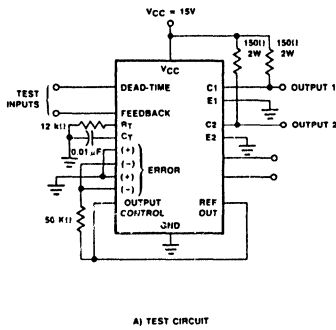 VCC = 15V
150Ω
2W
150Ω
2W
VCC
TEST
INPUTS
DEAD-TIME
FEEDBACK
12 kΩ
RT
CT
0.01 µF
(+)
(−)
(+)
(−)
ERROR
50 KΩ
OUTPUT
CONTROL
GND
C1
E1
C2
E2
REF
OUT
OUTPUT 1
OUTPUT 2
A) TEST CIRCUIT